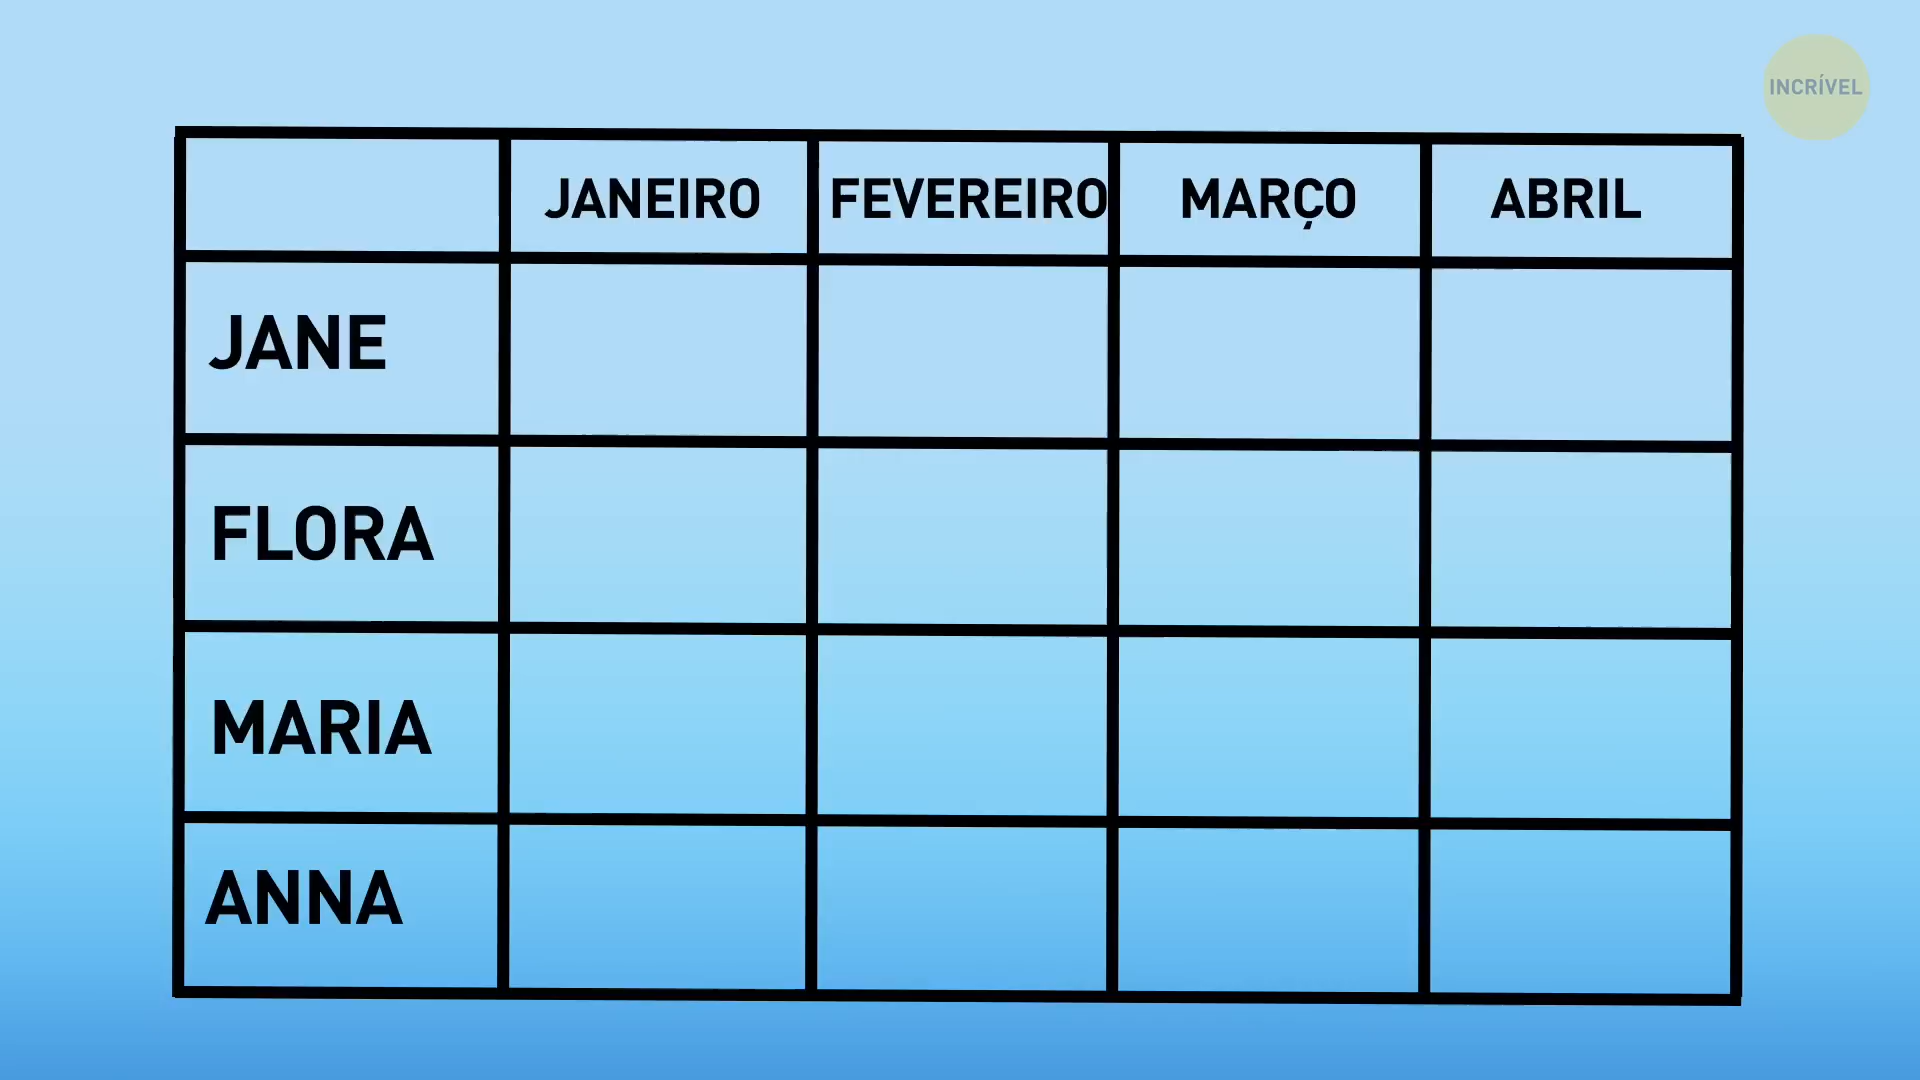 INCRÍVEL
JANEIRO FEVEREIRO MARÇO ABRIL
JANE
FLORA
MARIA
ANNA